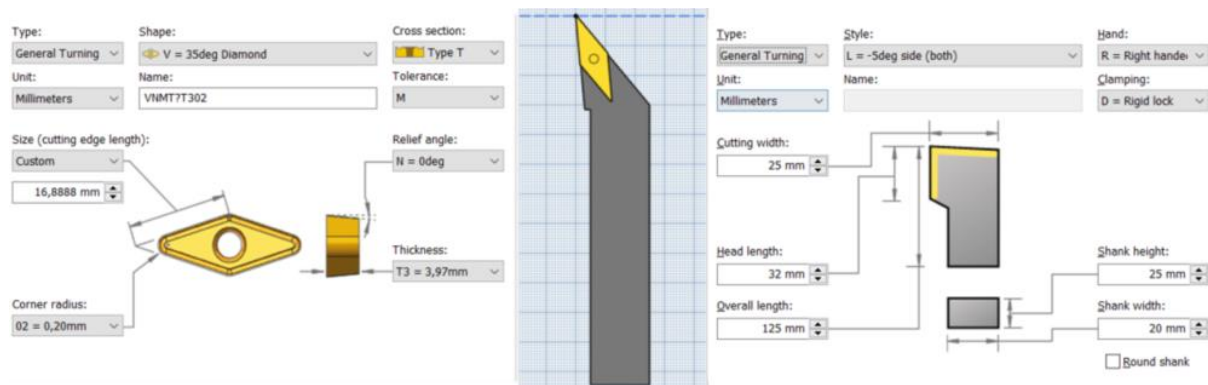 Type:
General Turning
Shape:
V = 35deg Diamond
Cross section:
Type T
Unit:
Millimeters
Name:
VNMT?T302
Tolerance:
M
Size (cutting edge length):
Custom
16,8888 mm
Relief angle:
N = 0deg
Thickness:
T3 = 3,97mm
Corner radius:
02 = 0,20mm
Type:
General Turning
Style:
L = -5deg side (both)
Hand:
R = Right hande
Unit:
Millimeters
Name:
Clamping:
D = Rigid lock
Cutting width:
25 mm
Head length:
32 mm
Shank height:
25 mm
Overall length:
125 mm
Shank width:
20 mm
Round shank